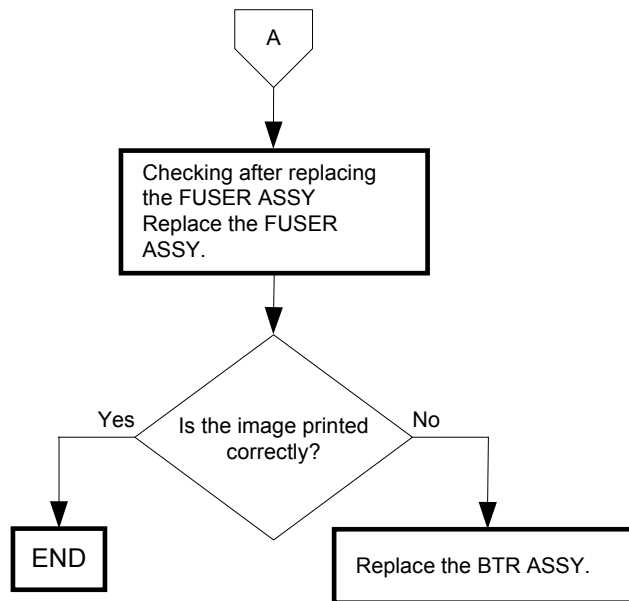 A
Checking after replacing
the FUSER ASSY
Replace the FUSER
ASSY.
Is the image printed
correctly?
Yes
No
END
Replace the BTR ASSY.